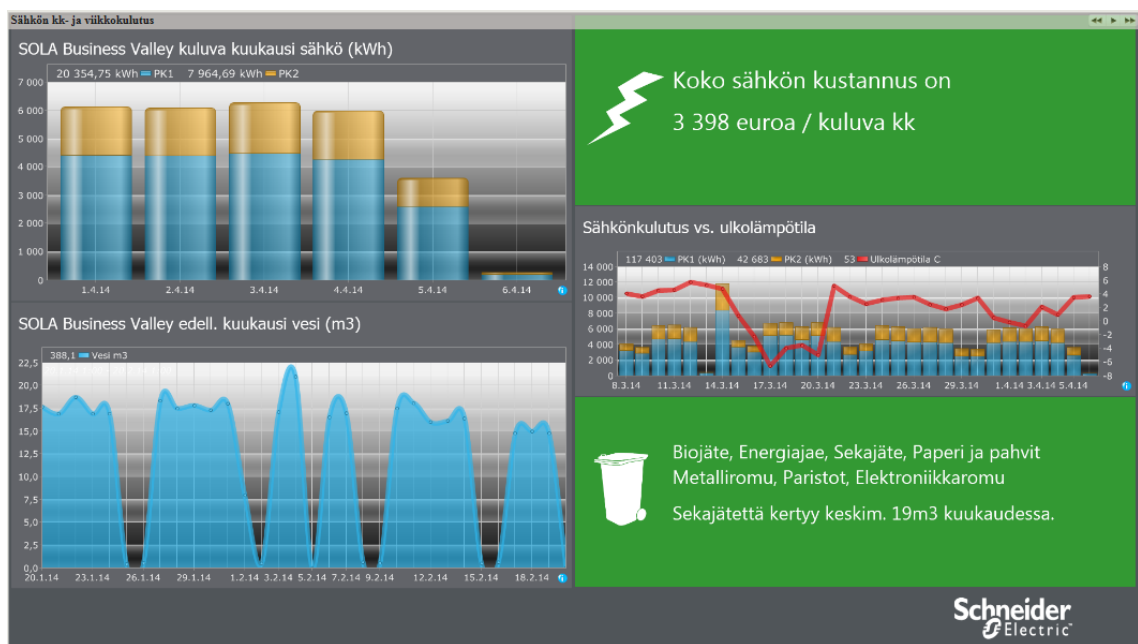 Sähkön kk- ja viikkokulutus
SOLA Business Valley kuluva kuukausi sähkö (kWh)
20 354,75 kWh PK1 7 964,69 kWh PK2
7 000
6 000
5 000
4 000
3 000
2 000
1 000
0
1.4.14 2.4.14 3.4.14 4.4.14 5.4.14 6.4.14
SOLA Business Valley edell. kuukausi vesi (m3)
388,1 Vesi m3
22,5
20,0
17,5
15,0
12,5
10,0
7,5
5,0
2,5
0,0
20.1.14 23.1.14 26.1.14 29.1.14 1.2.14 3.2.14 5.2.14 7.2.14 9.2.14 12.2.14 15.2.14 18.2.14
Koko sähkön kustannus on
3 398 euroa / kuluva kk
Sähkönkulutus vs. ulkolämpötila
117 403 PK1 (kWh) 42 683 PK2 (kWh) 53 Ulkolämpötila C
14 000 8
12 000 6
10 000 4
8 000 2
6 000 0
4 000 -2
2 000 -4
0 -6
-8
8.3.14 11.3.14 14.3.14 17.3.14 20.3.14 23.3.14 26.3.14 29.3.14 1.4.14 3.4.14 5.4.14
Biojäte, Energiajae, Sekajäte, Paperi ja pahvit
Metalliromu, Paristot, Elektroniikkaromu
Sekajätettä kertyy keskim. 19m3 kuukaudessa.
Schneider
Electric